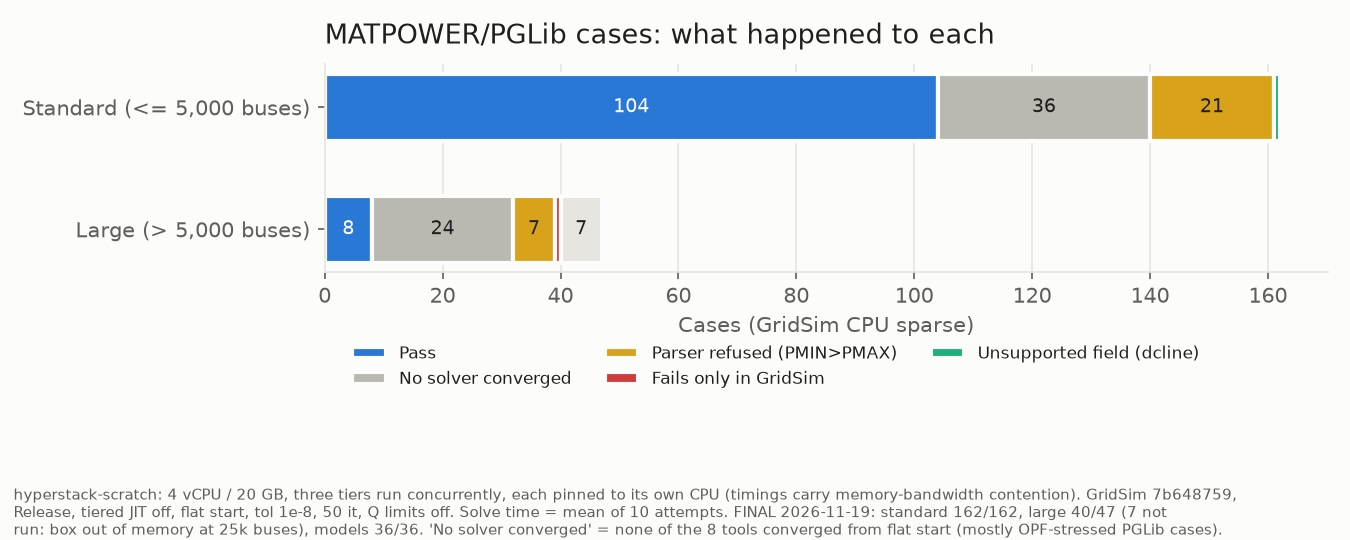 MATPOWER/PGLib cases: what happened to each
Standard (<= 5,000 buses)
104
36
21
Large (> 5,000 buses)
8
24
7
7
0
20
40
60
80
100
120
140
160
Cases (GridSim CPU sparse)
Pass
Parser refused (PMIN>PMAX)
Unsupported field (dcline)
No solver converged
Fails only in GridSim
hyperstack-scratch: 4 vCPU / 20 GB, three tiers run concurrently, each pinned to its own CPU (timings carry memory-bandwidth contention). GridSim 7b648759,
Release, tiered JIT off, flat start, tol 1e-8, 50 it, Q limits off. Solve time = mean of 10 attempts. FINAL 2026-11-19: standard 162/162, large 40/47 (7 not
run: box out of memory at 25k buses), models 36/36. 'No solver converged' = none of the 8 tools converged from flat start (mostly OPF-stressed PGLib cases).